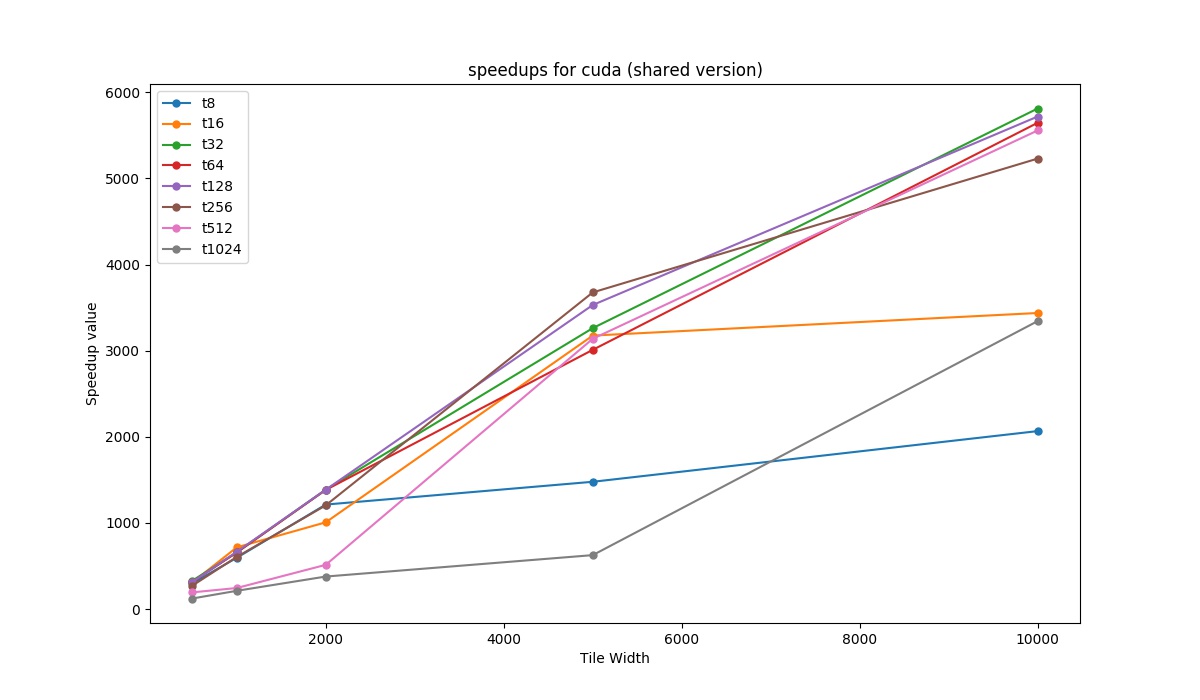 speedups for cuda (shared version)
6000
5000
4000
3000
2000
1000
0
Speedup value
t8
t16
t32
t64
t128
t256
t512
t1024
2000
4000
6000
8000
10000
Tile Width